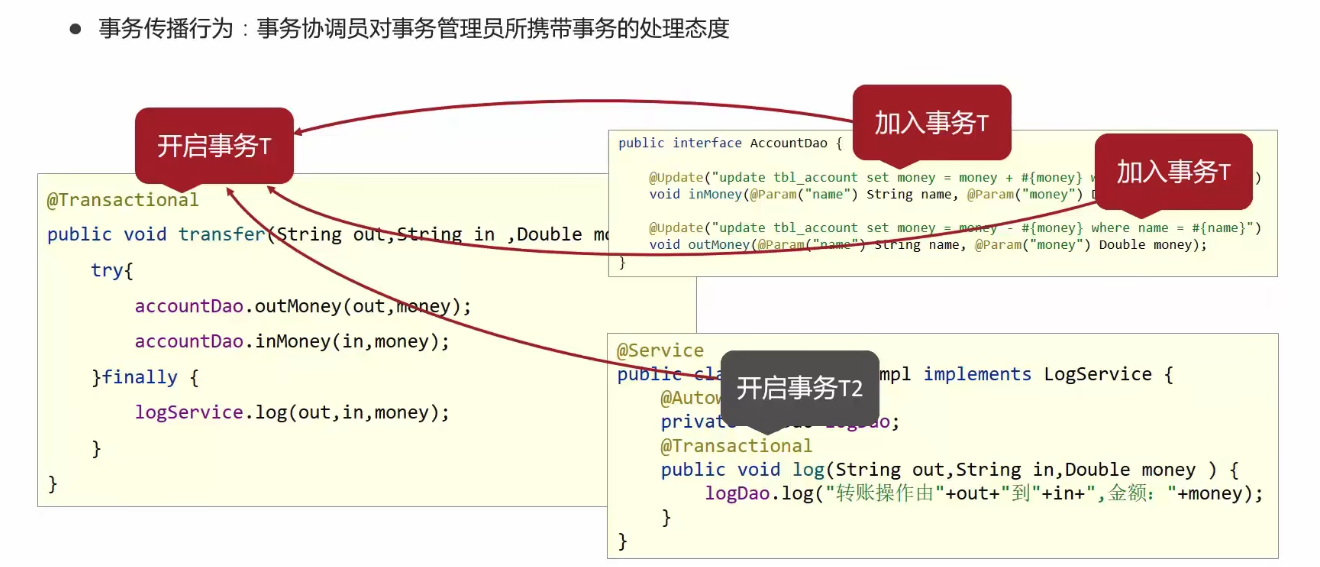 ● 事务传播行为：事务协调员对事务管理员所携带事务的处理态度
开启事务T
@Transactional
public void transfer(String out,String in ,Double mo
try{
accountDao.outMoney(out,money);
accountDao.inMoney(in,money);
}finally {
logService.log(out,in,money);
}
}
加入事务T
加入事务T
public interface AccountDao {
@Update("update tbl_account set money = money + #{money} w )
void inMoney(@Param("name") String name, @Param("money") D
@Update("update tbl_account set money = money - #{money} where name = #{name}")
void outMoney(@Param("name") String name, @Param("money") Double money);
}
开启事务T2
@Service
public cla mpl implements LogService {
@Autow
privat logDao;
@Transactional
public void log(String out,String in,Double money ) {
logDao.log("转账操作由"+out+"到"+in+",金额："+money);
}
}